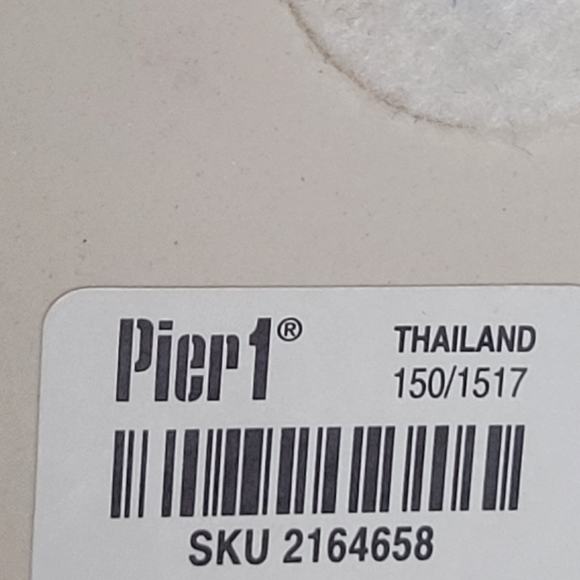 Pier1®
THAILAND
150/1517
SKU 2164658